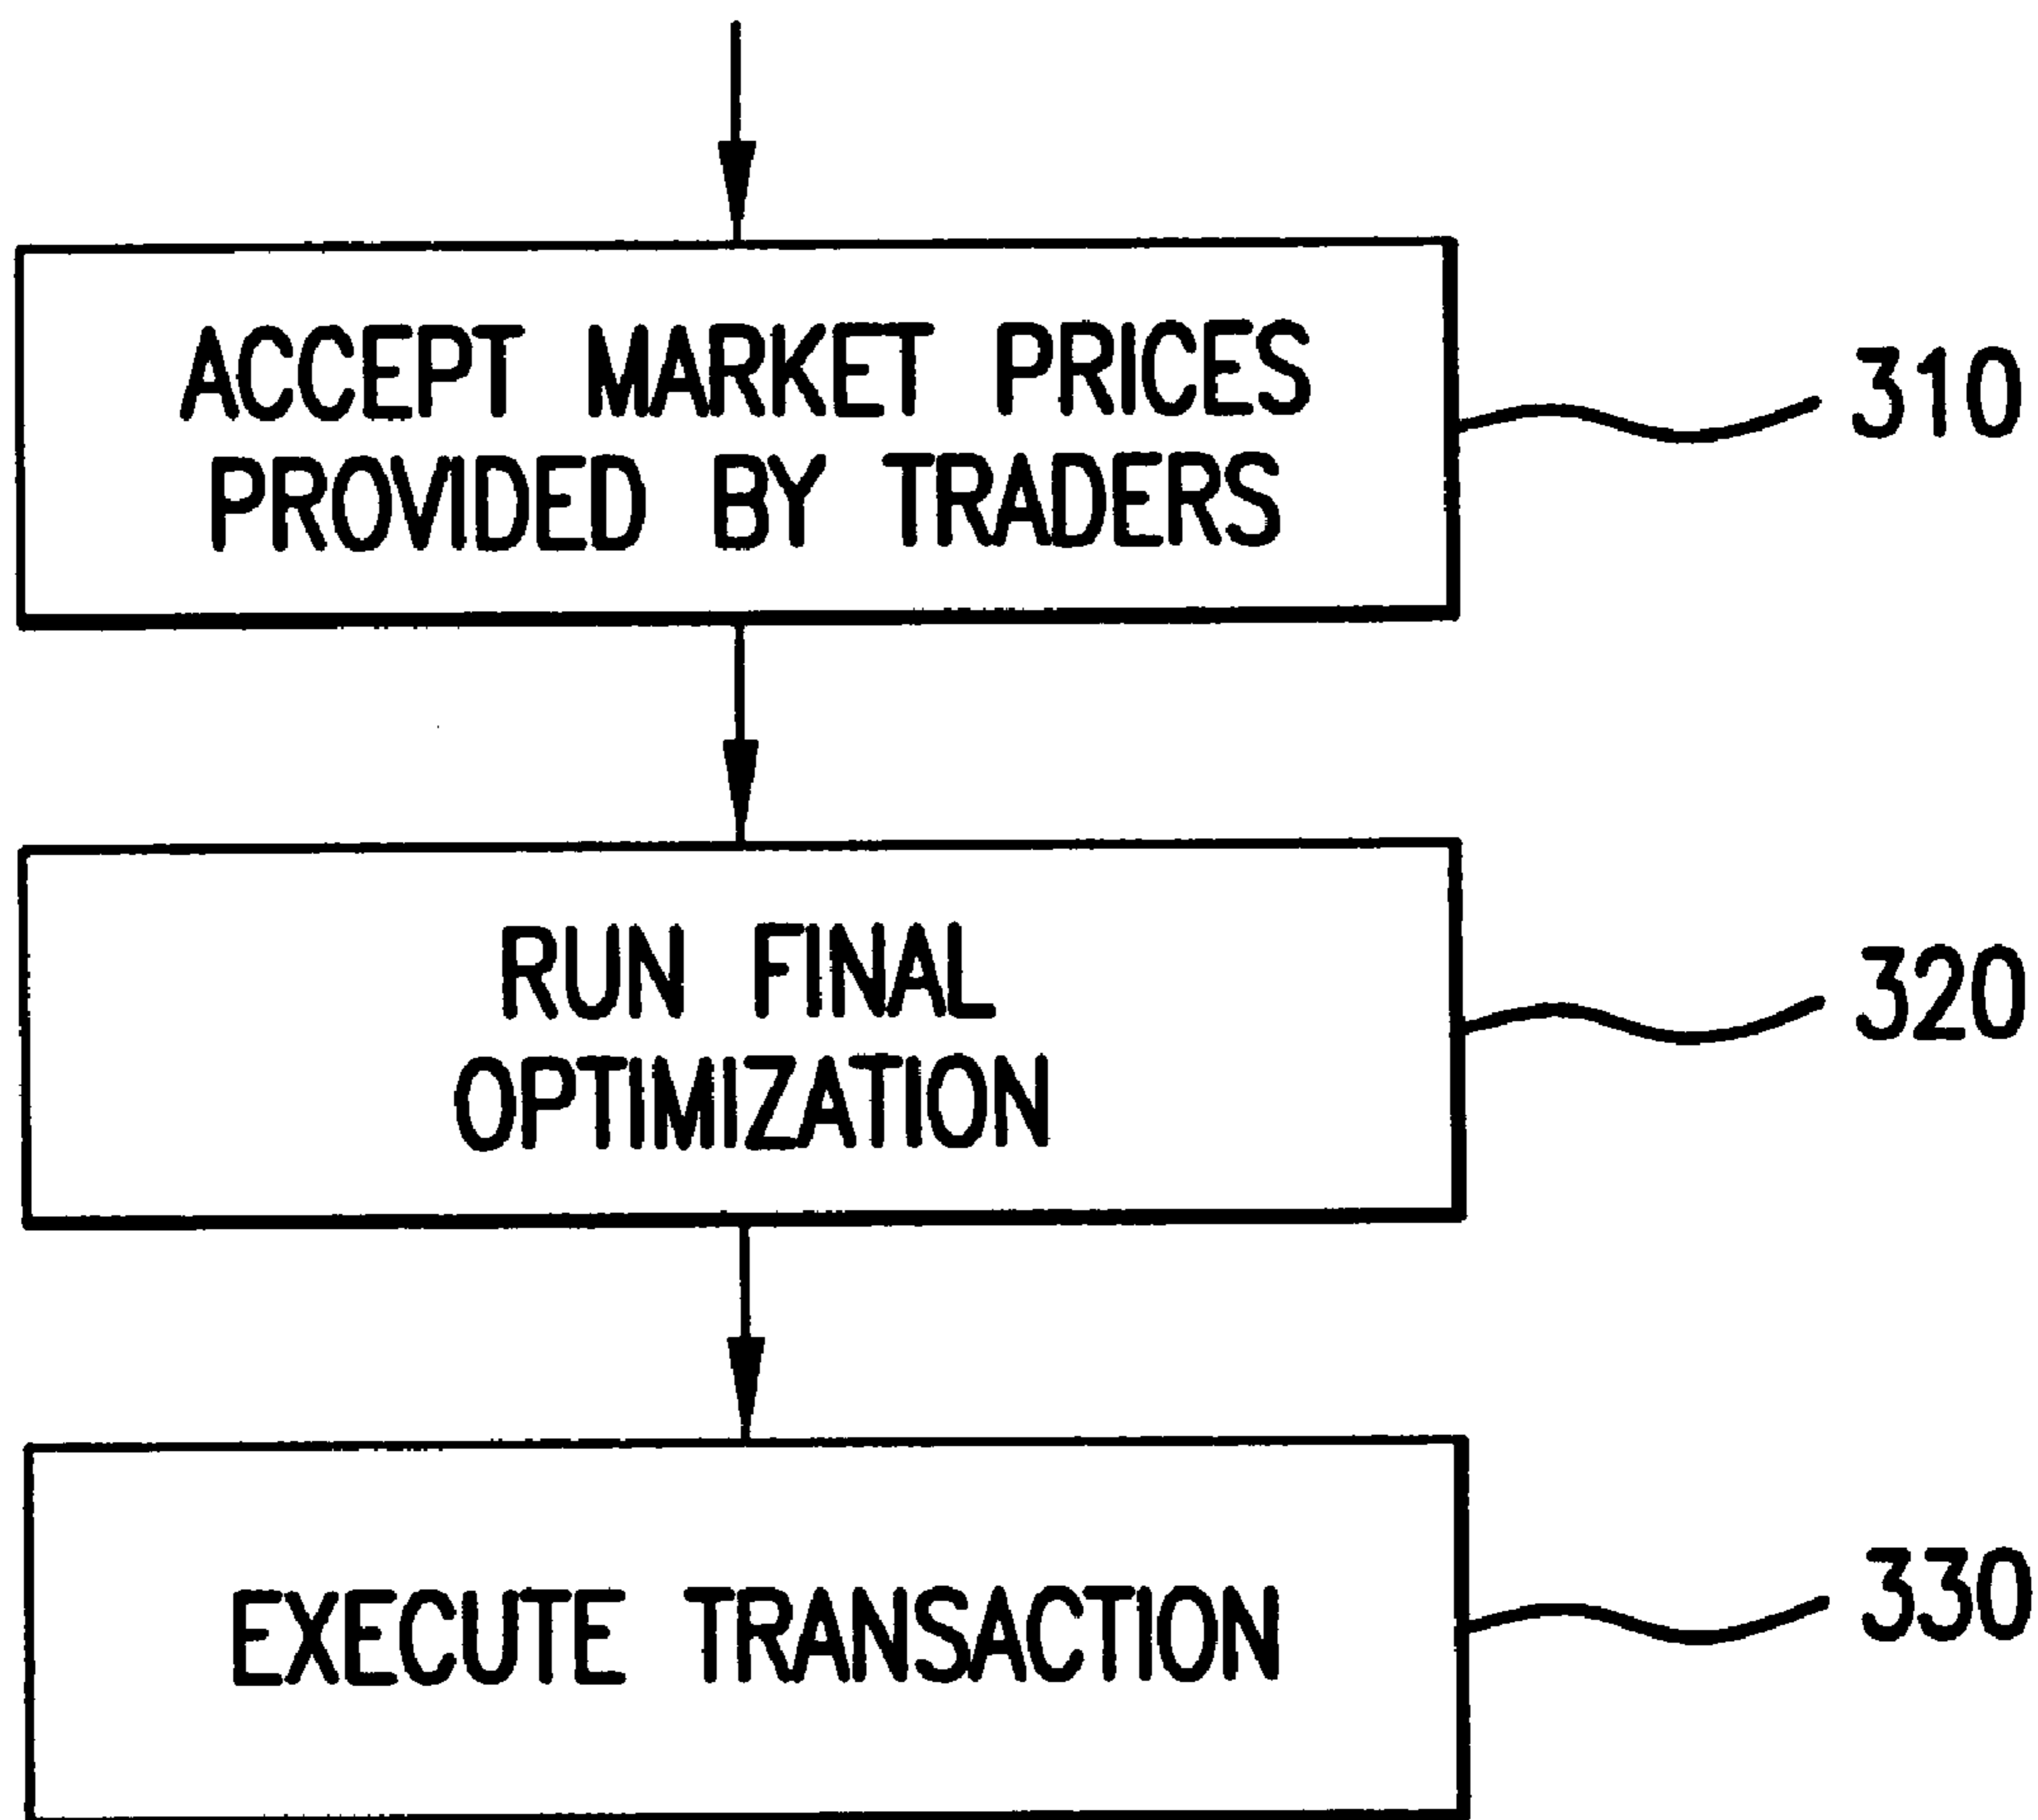 ACCEPT MARKET PRICES
PROVIDED BY TRADERS
310
RUN FINAL
OPTIMIZATION
320
EXECUTE TRANSACTION
330